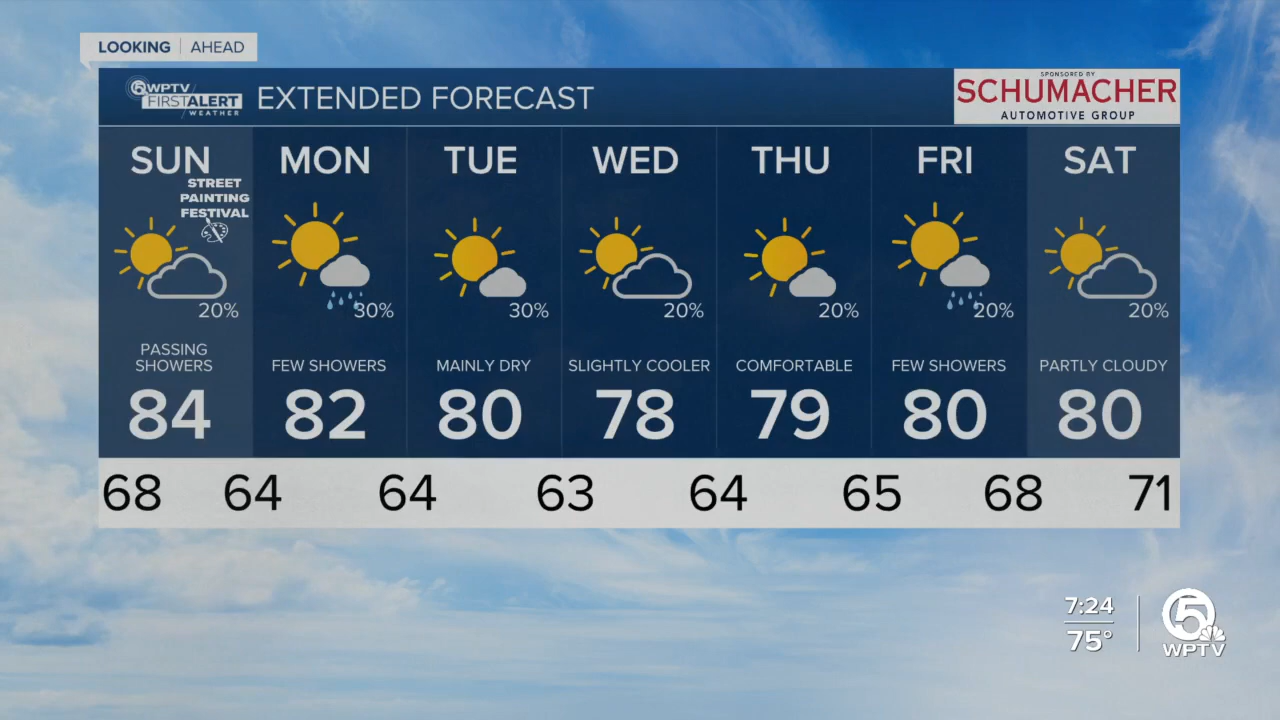 LOOKING | AHEAD
5 WPTV
FIRST ALERT
WEATHER
EXTENDED FORECAST
SPONSORED BY
SCHUMACHER
AUTOMOTIVE GROUP
SUN MON TUE WED THU FRI SAT
STREET
PAINTING
FESTIVAL
20% 30% 30% 20% 20% 20% 20%
PASSING
SHOWERS FEW SHOWERS MAINLY DRY SLIGHTLY COOLER COMFORTABLE FEW SHOWERS PARTLY CLOUDY
84 82 80 78 79 80 80
68 64 64 63 64 65 68 71
7:24
75°
5
WPTV